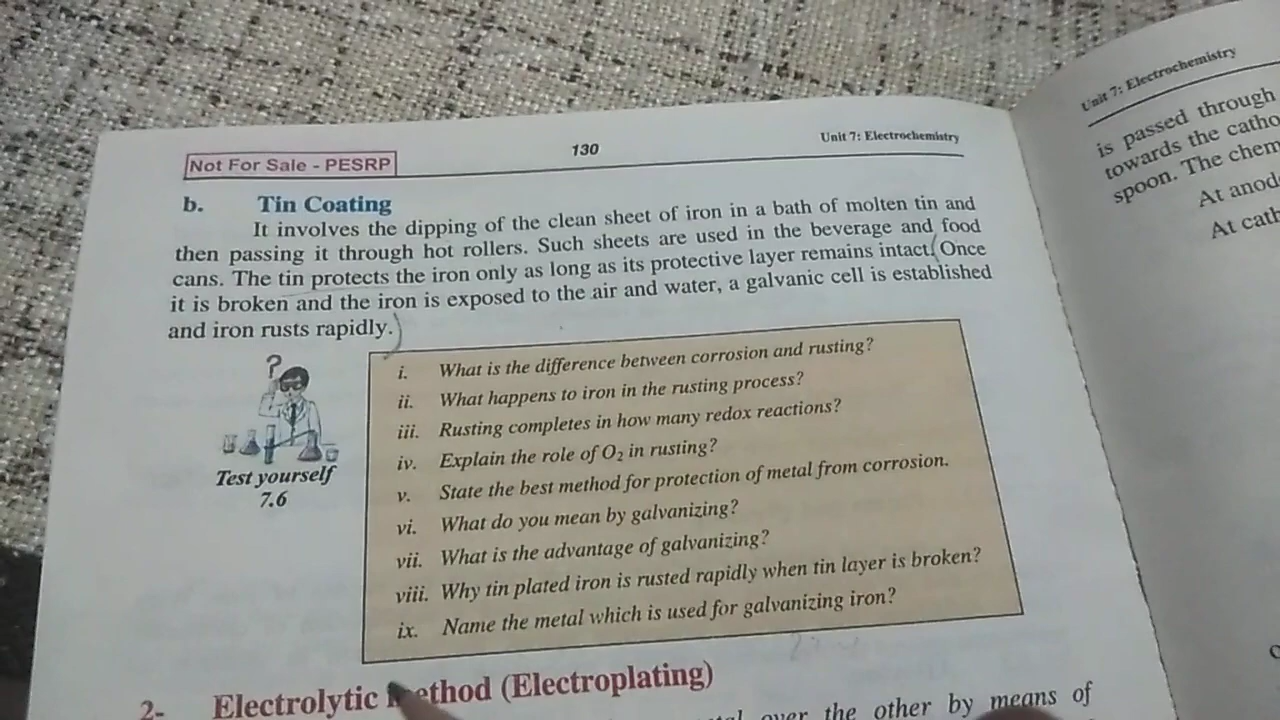 Not For Sale - PESRP
130
Unit 7: Electrochemistry
b. Tin Coating
It involves the dipping of the clean sheet of iron in a bath of molten tin and
then passing it through hot rollers. Such sheets are used in the beverage and food
cans. The tin protects the iron only as long as its protective layer remains intact. Once
it is broken and the iron is exposed to the air and water, a galvanic cell is established
and iron rusts rapidly.
?
Test yourself
7.6
i. What is the difference between corrosion and rusting?
ii. What happens to iron in the rusting process?
iii. Rusting completes in how many redox reactions?
iv. Explain the role of O₂ in rusting?
v. State the best method for protection of metal from corrosion.
vi. What do you mean by galvanizing?
vii. What is the advantage of galvanizing?
viii. Why tin plated iron is rusted rapidly when tin layer is broken?
ix. Name the metal which is used for galvanizing iron?
2- Electrolytic (Electroplating)
over the other by means of
Unit 7: Electrochemistry
is passed through
towards the
spoon. The
At
At